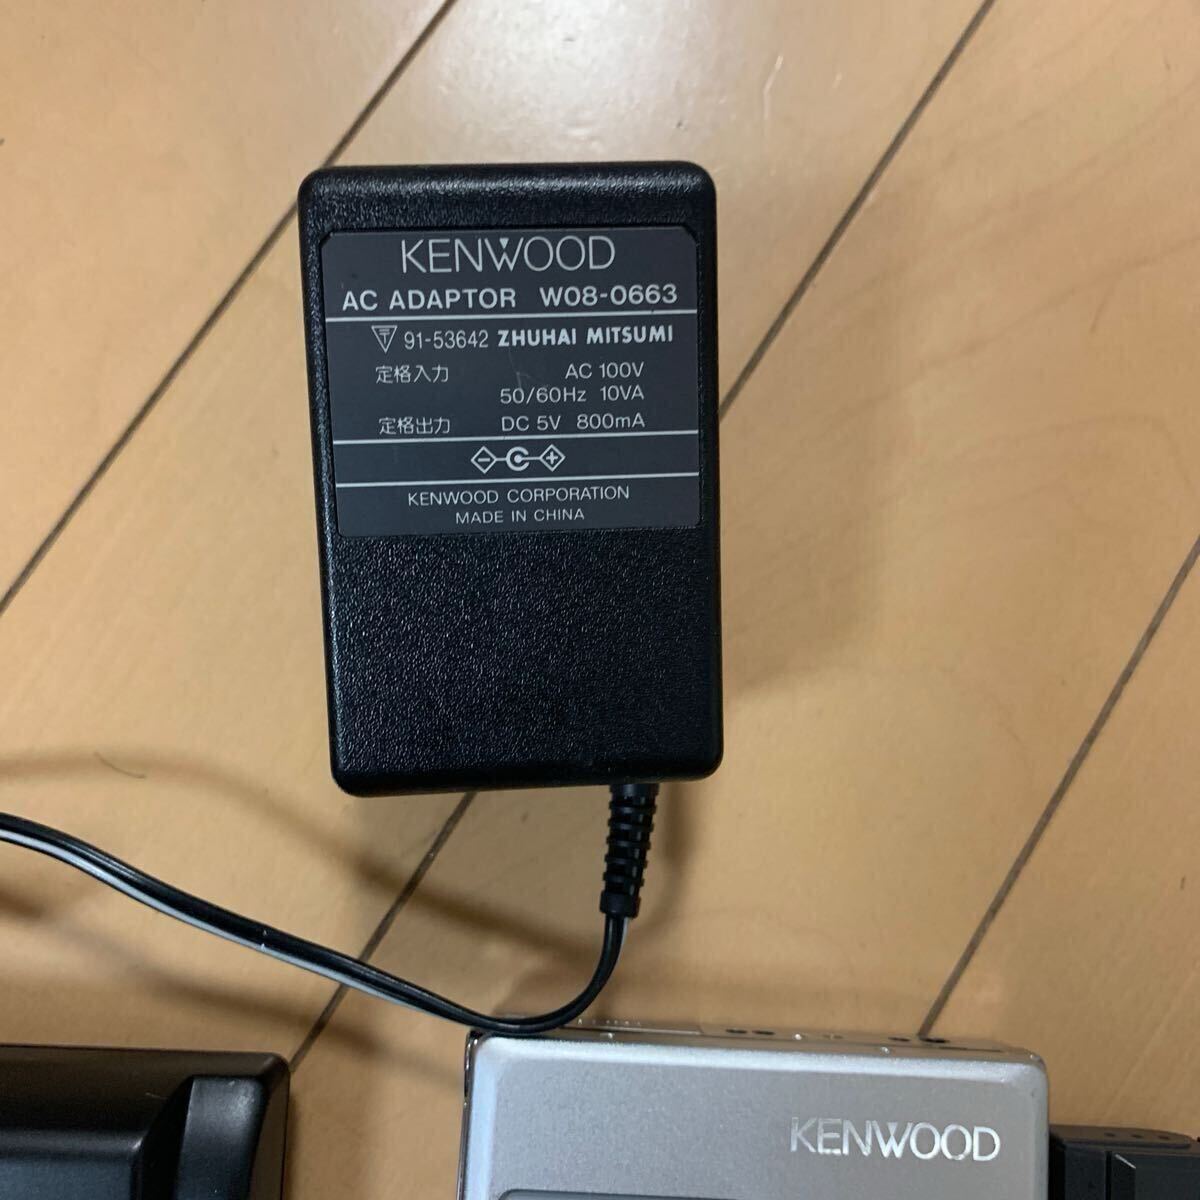 KENWOOD
AC ADAPTOR W08-0663
91-53642 ZHUHAI MITSUMI
定格入力 AC 100V
50/60Hz 10VA
定格出力 DC 5V 800mA
KENWOOD CORPORATION
MADE IN CHINA
KENWOOD